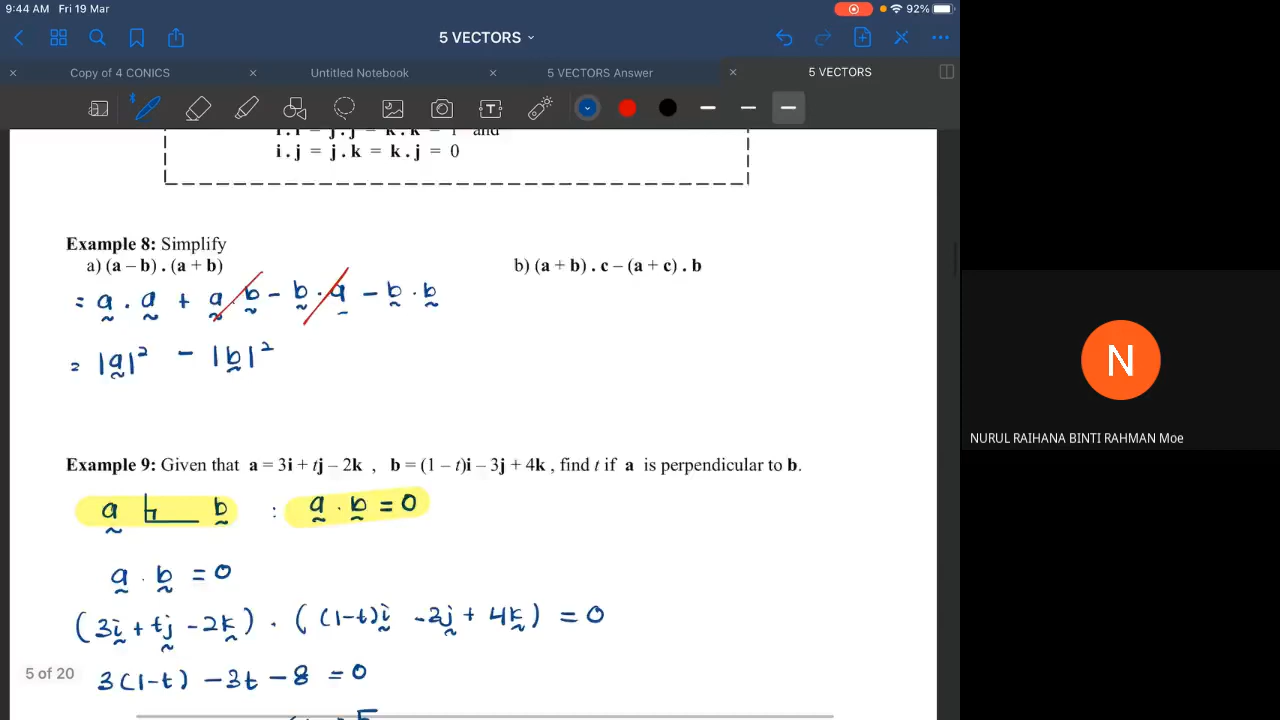 9:44 AM Fri 19 Mar
92%
5 VECTORS
Copy of 4 CONICS
Untitled Notebook
5 VECTORS Answer
5 VECTORS
i . i = j . j = k . k = 1 and
i . j = j . k = k . j = 0
Example 8: Simplify
a) (a – b) . (a + b)
b) (a + b) . c – (a + c) . b
= a . a + a . b - b . a - b . b
= |a|² - |b|²
Example 9: Given that a = 3i + tj – 2k , b = (1 – t)i – 3j + 4k , find t if a is perpendicular to b.
a b : a . b = 0
a . b = 0
(3i + tj - 2k) . ((1-t)i - 3j + 4k) = 0
5 of 20
3(1-t) - 3t - 8 = 0
N
NURUL RAIHANA BINTI RAHMAN Moe